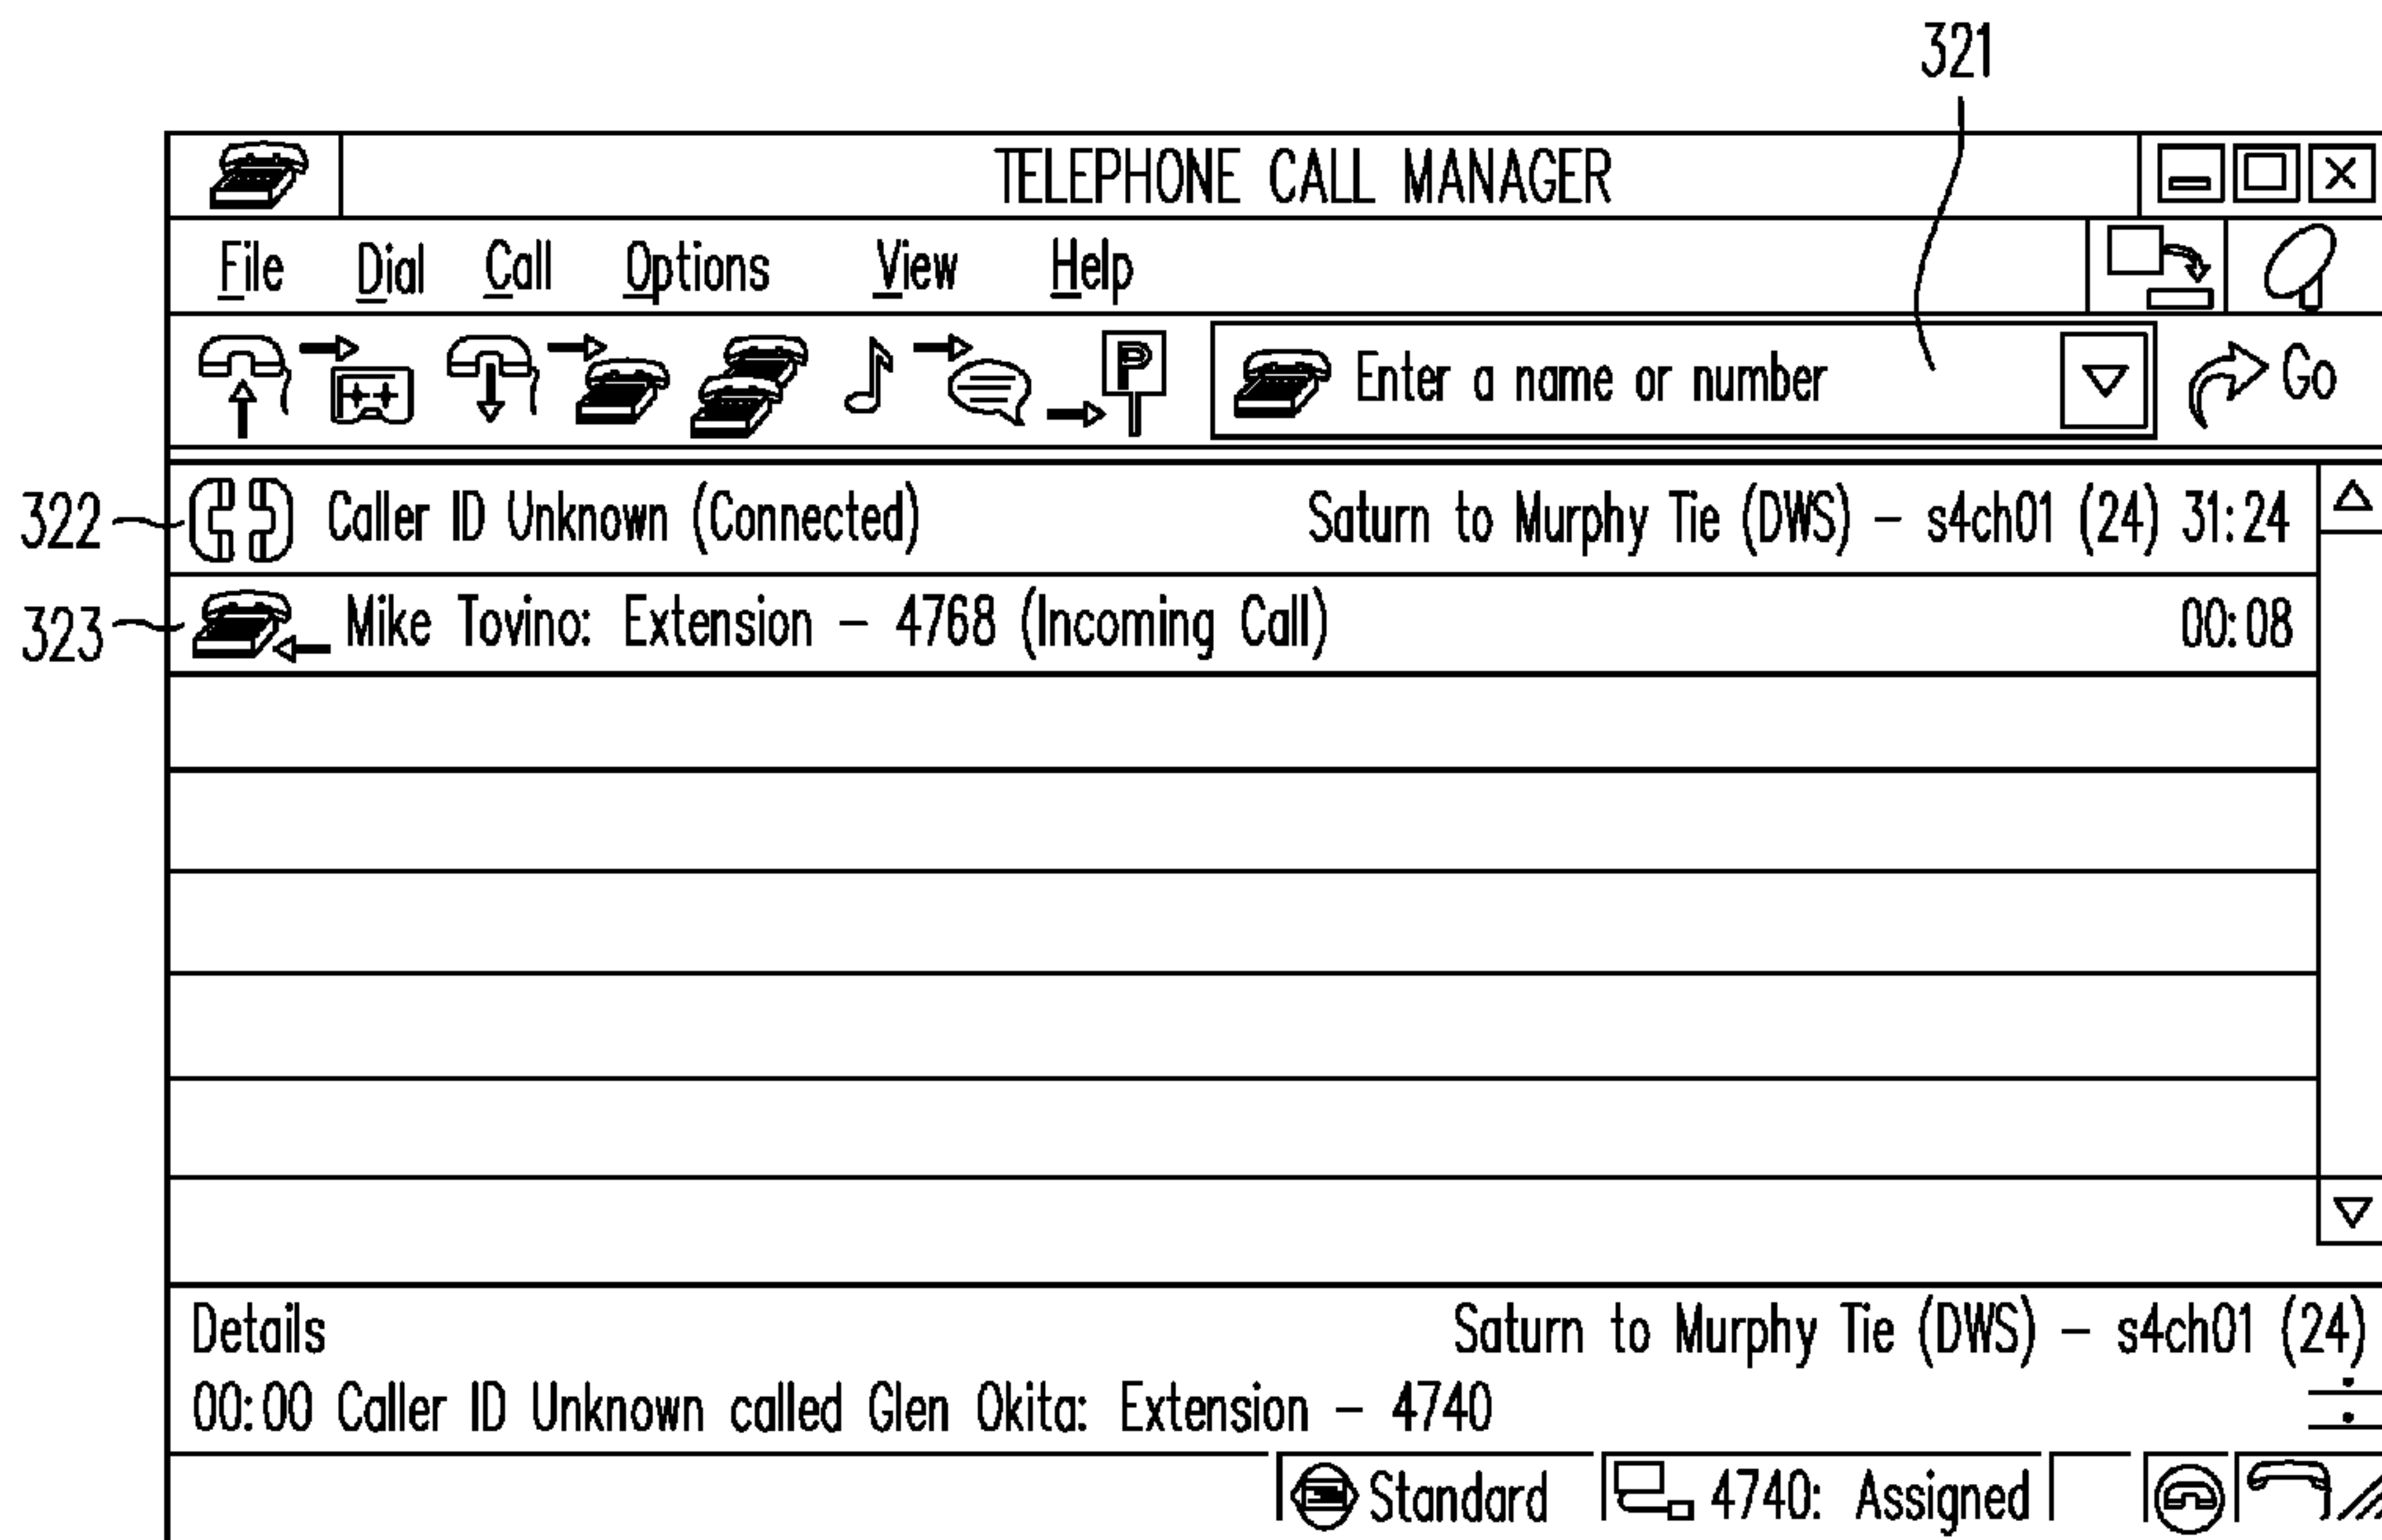 321
TELEPHONE CALL MANAGER
File Dial Call Options View Help
P Enter a name or number Go
322 Caller ID Unknown (Connected) Saturn to Murphy Tie (DWS) – s4ch01 (24) 31:24
323 Mike Tovino: Extension – 4768 (Incoming Call) 00:08
Details Saturn to Murphy Tie (DWS) – s4ch01 (24)
00:00 Caller ID Unknown called Glen Okita: Extension – 4740
Standard 4740: Assigned